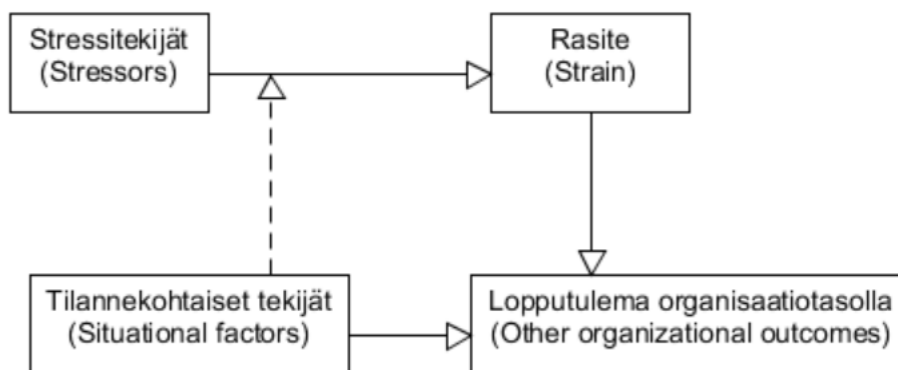 Stressitekijät
(Stressors)
Rasite
(Strain)
Tilannekohtaiset tekijät
(Situational factors)
Lopputulema organisaatiotasolla
(Other organizational outcomes)